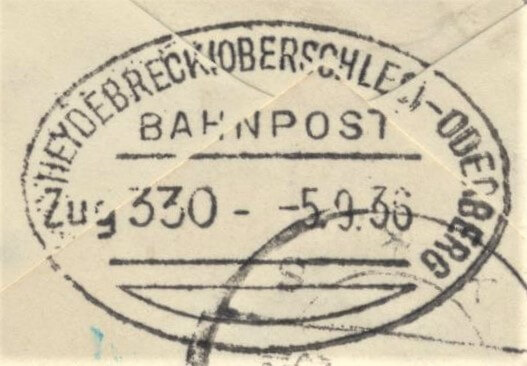 HEYDEBRECK/OBERSCHLES.-ODERBERG
BAHNPOST
Zug 330 - -5.9.36